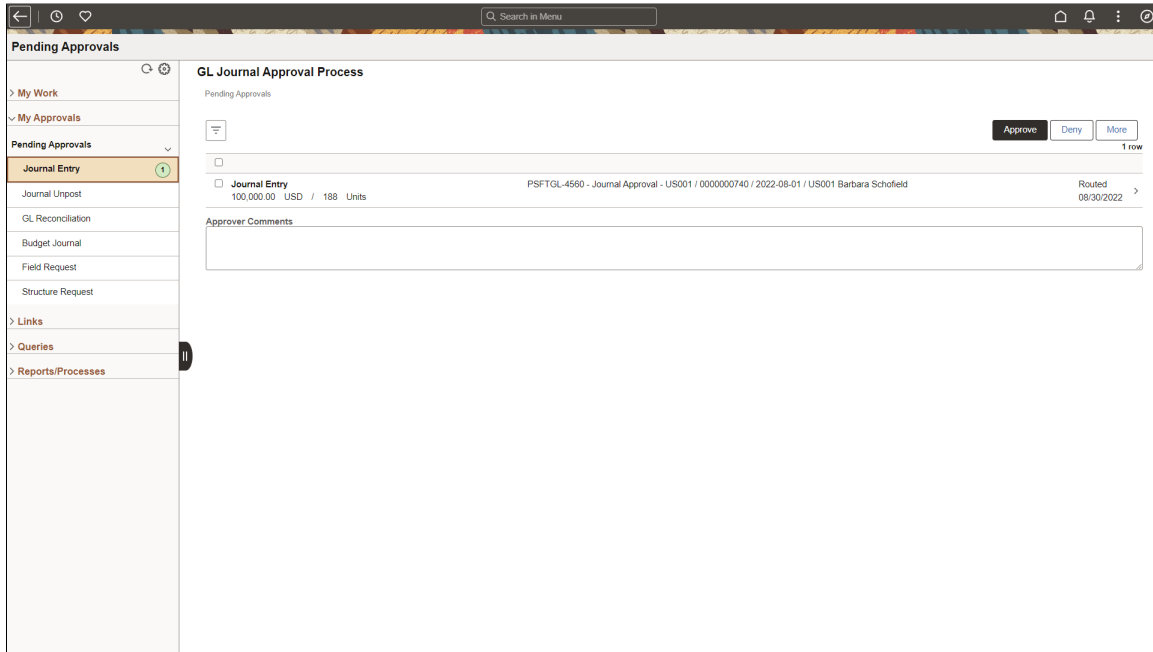 Search in Menu
Pending Approvals
My Work
My Approvals
Pending Approvals
Journal Entry 1
Journal Unpost
GL Reconciliation
Budget Journal
Field Request
Structure Request
Links
Queries
Reports/Processes
GL Journal Approval Process
Pending Approvals
Approve Deny More
1 row
Journal Entry PSFTGL-4560 - Journal Approval - US001 / 0000000740 / 2022-08-01 / US001 Barbara Schofield Routed
100,000.00 USD / 188 Units 08/30/2022
Approver Comments